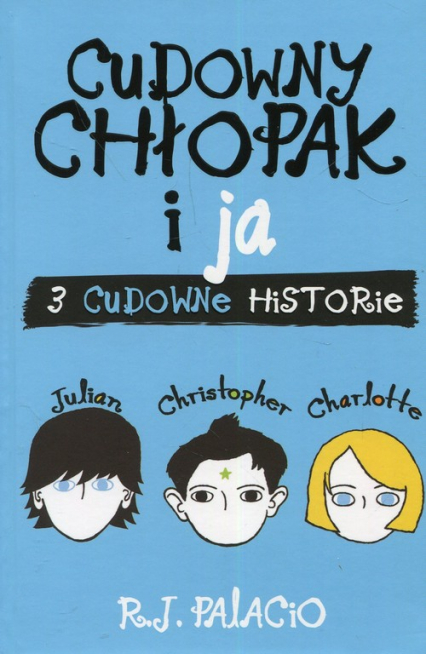 CUDOWNY
CHŁOPAK
i ja
3 CUDOWNe HiSTORie
Julian
Christopher
Charlotte
R.J. PALACiO